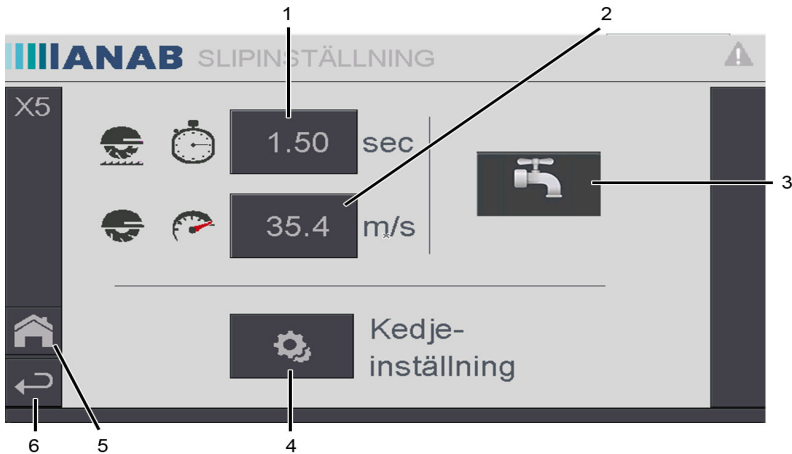 1
2
ANAB SLIPINSTÄLLNING
X5
1.50 sec
3
35.4 m/s
Kedje-
inställning
6
5
4